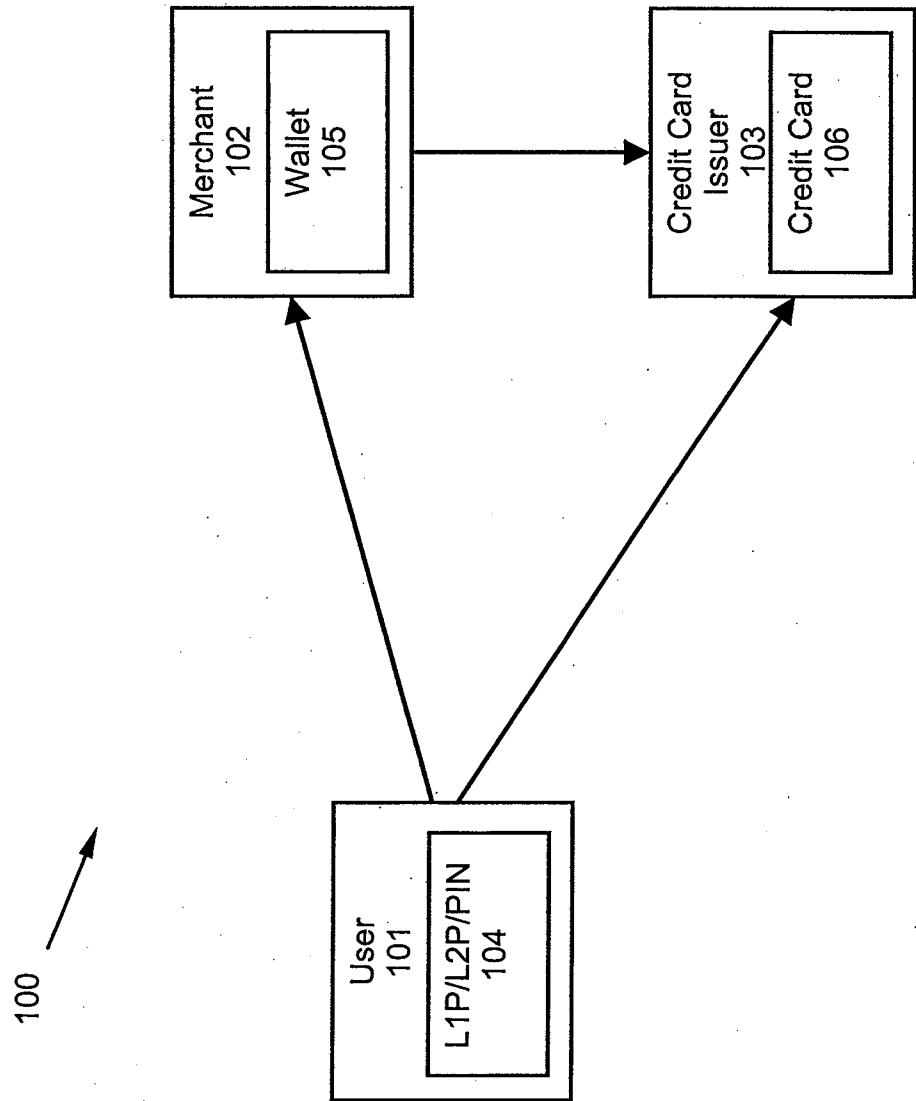 100
User
101
L1P/L2P/PIN
104
Merchant
102
Wallet
105
Credit Card
Issuer
103
Credit Card
106